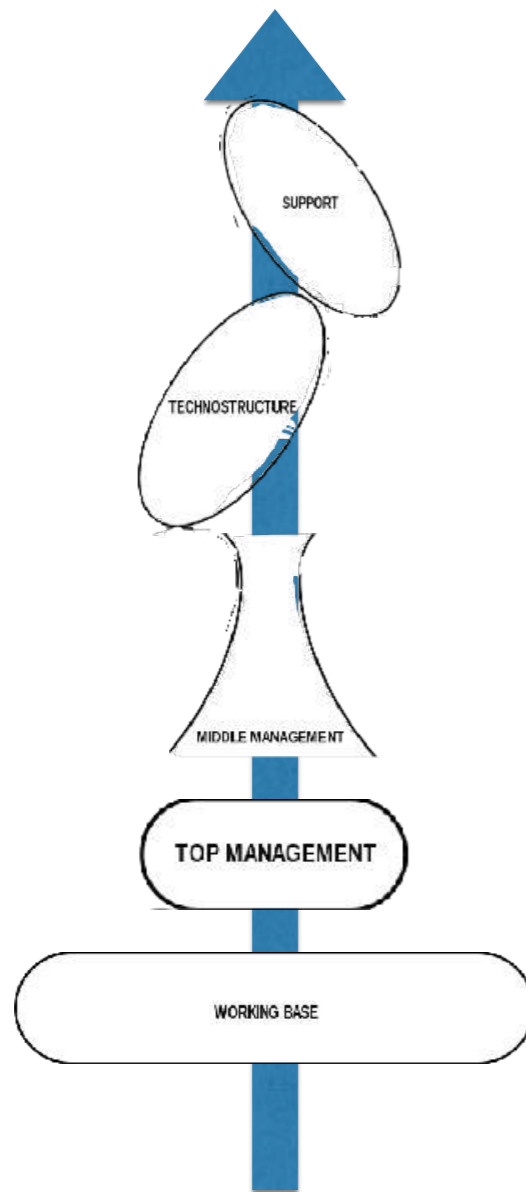 SUPPORT
TECHNOSTRUCTURE
MIDDLE MANAGEMENT
TOP MANAGEMENT
WORKING BASE